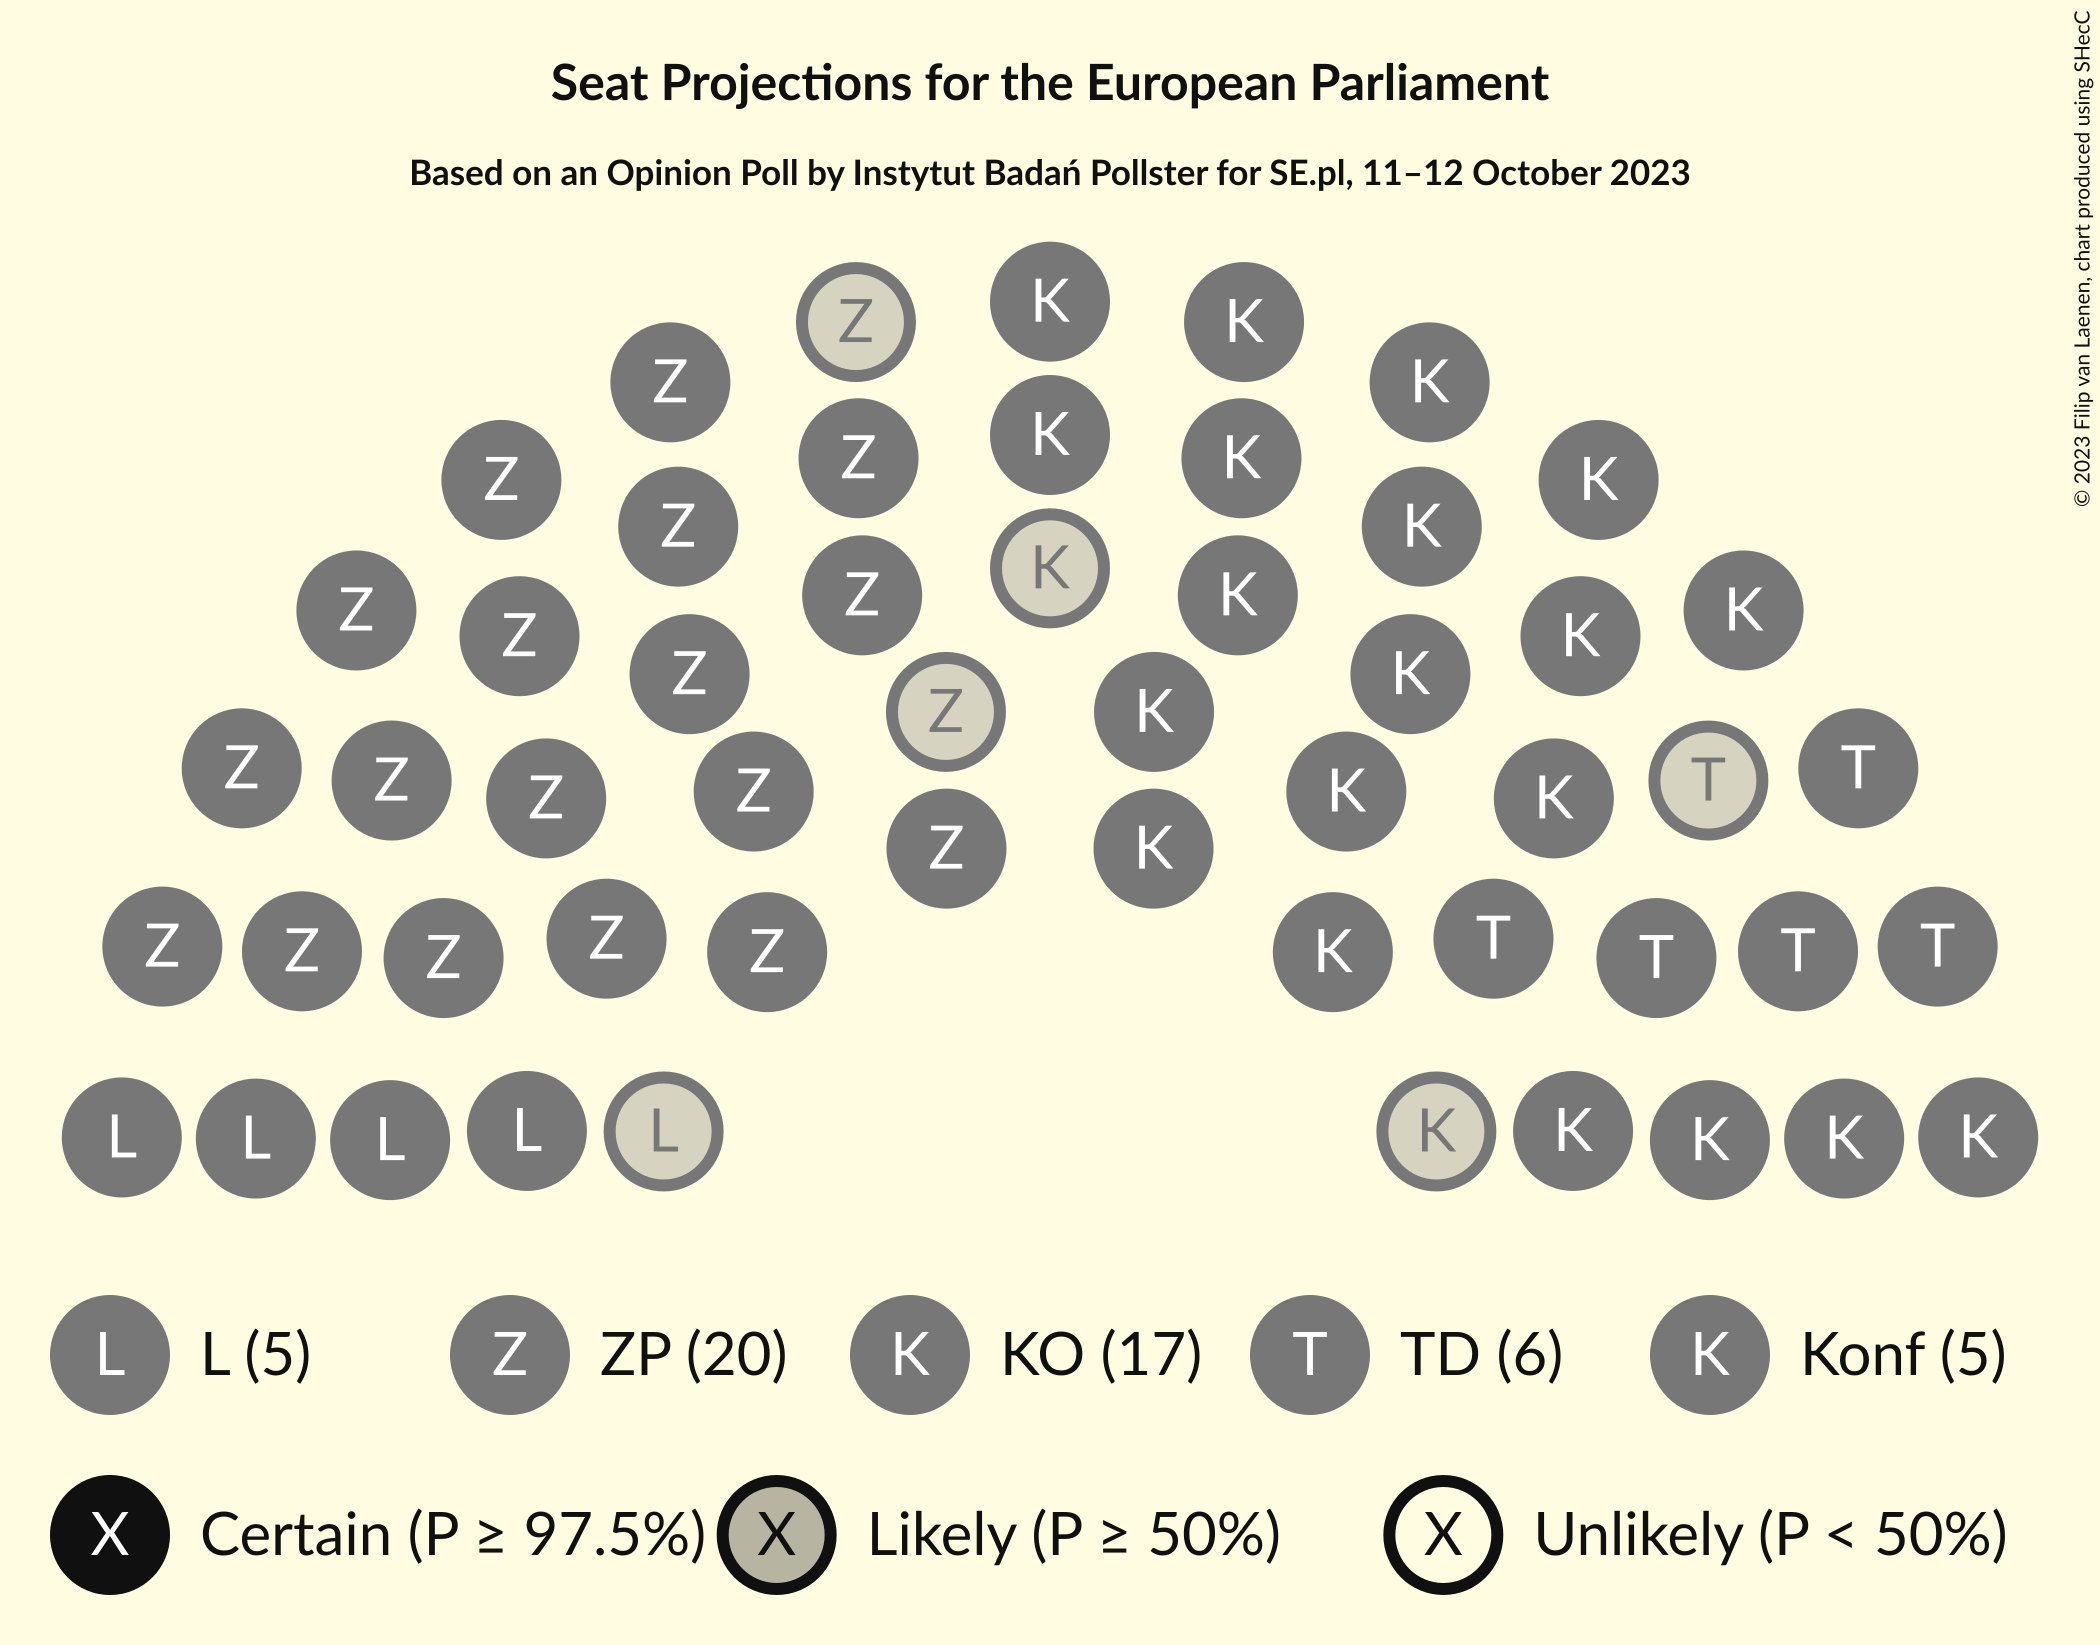 Seat Projections for the European Parliament
Based on an Opinion Poll by Instytut Badań Pollster for SE.pl, 11–12 October 2023
© 2023 Filip van Laenen, chart produced using SHecC
K
Z K
Z K
K
Z Z K K
Z K
K
Z K
Z Z K K
Z K
Z K
Z Z Z Z K K K T T
Z K
Z Z Z Z Z K T T T T
L L L L L K K K K K
L L (5) Z ZP (20) K KO (17) T TD (6) K Konf (5)
X Certain (P ≥ 97.5%) X Likely (P ≥ 50%) X Unlikely (P < 50%)